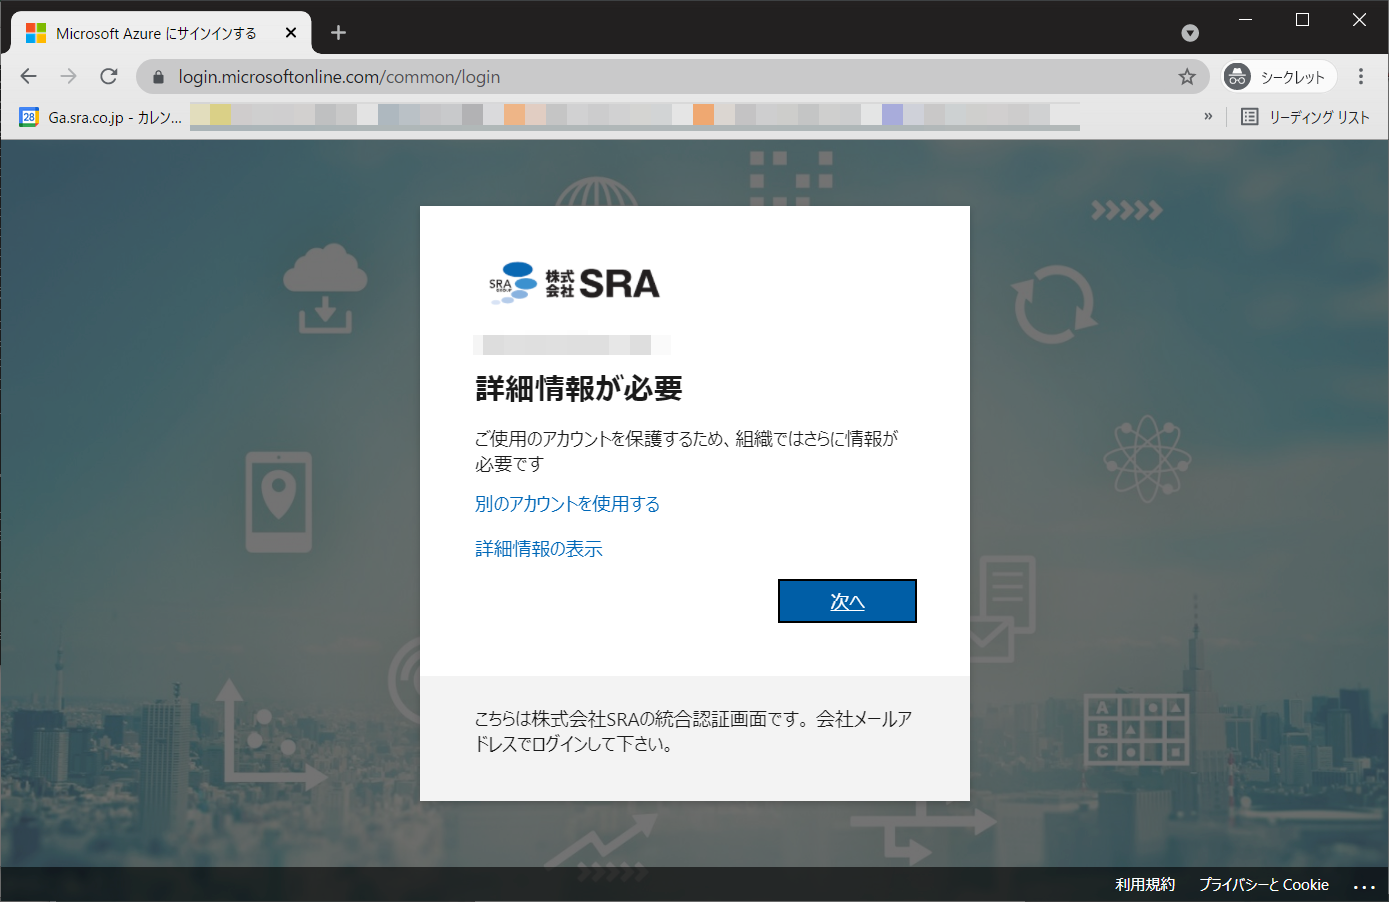 Microsoft Azure にサインインする
login.microsoftonline.com/common/login
シークレット
28
Ga.sra.co.jp - カレン...
»
リーディング リスト
SRA
GROUP
株式
会社
SRA
詳細情報が必要
ご使用のアカウントを保護するため、組織ではさらに情報が
必要です
別のアカウントを使用する
詳細情報の表示
次へ
こちらは株式会社SRAの統合認証画面です。 会社メールア
ドレスでログインして下さい。
A
B
C
利用規約
プライバシーと Cookie
...